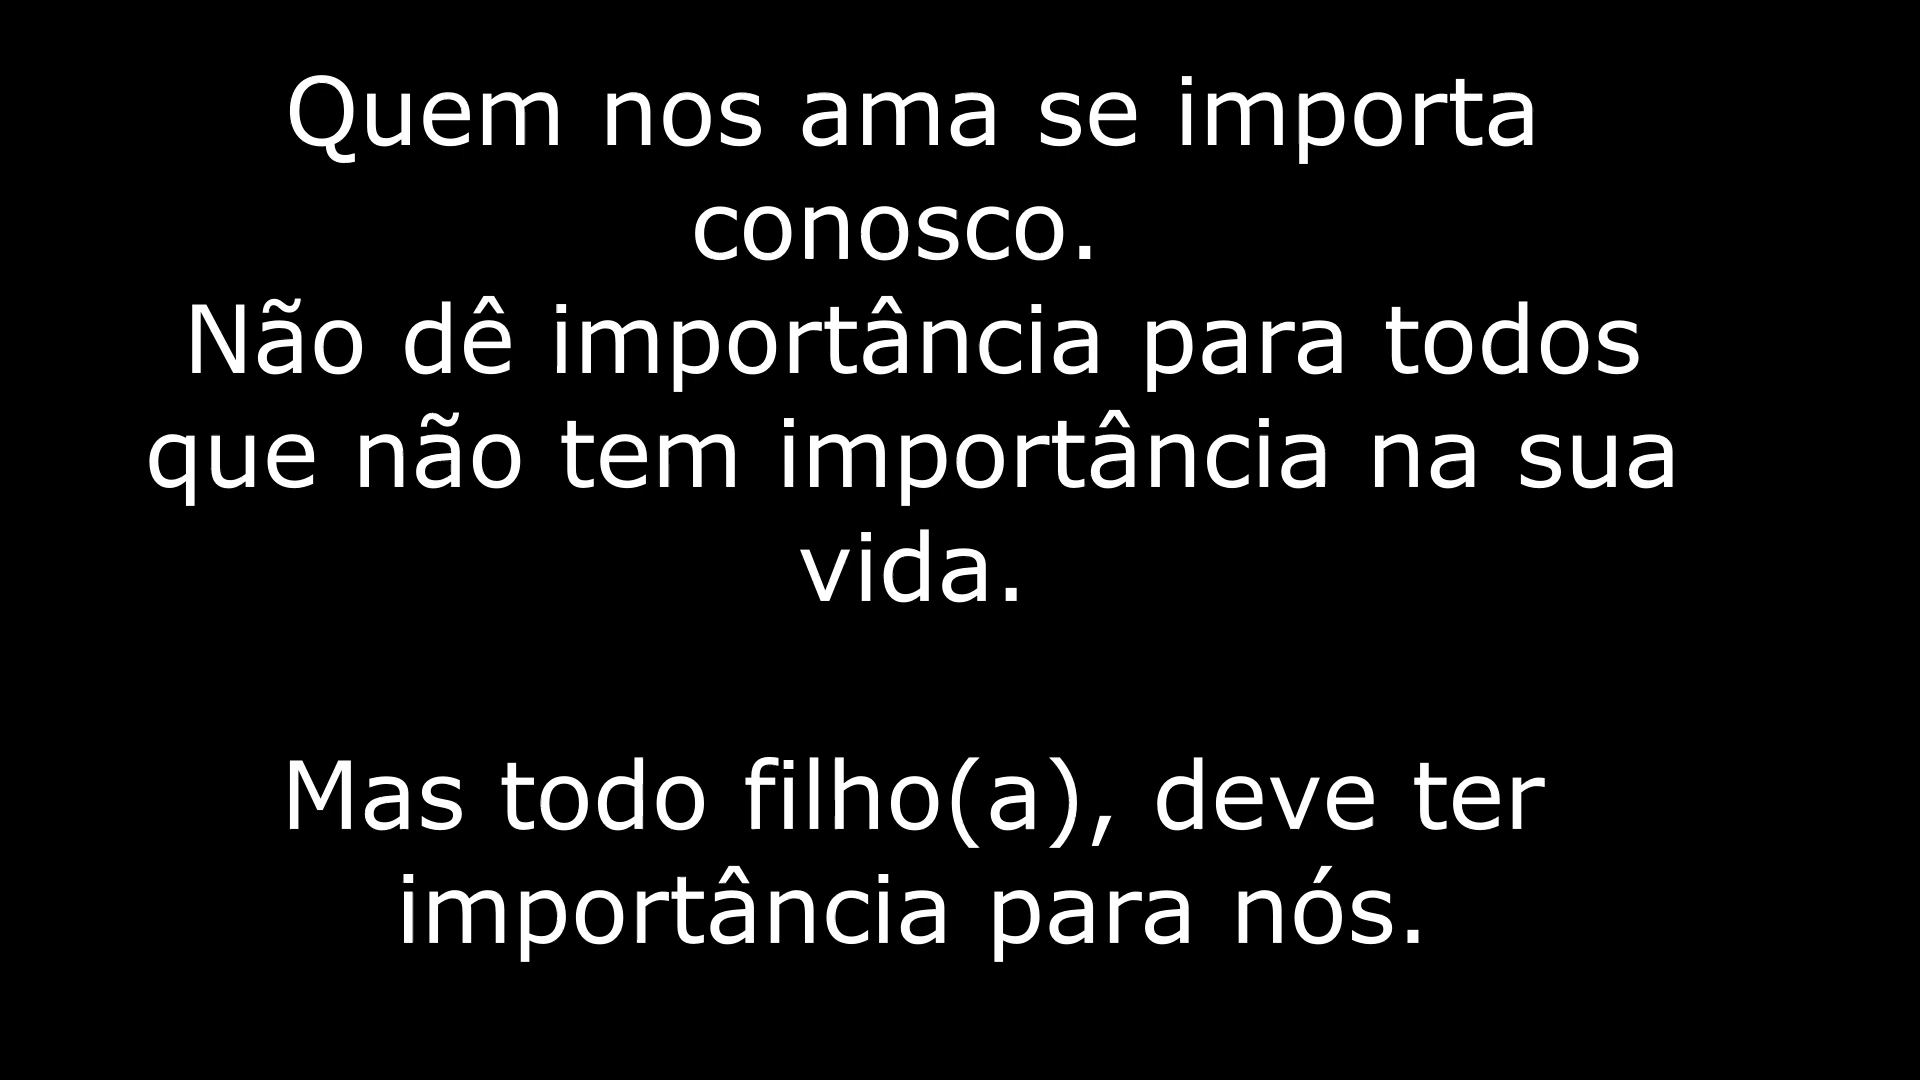 Quem nos ama se importa
conosco.
Não dê importância para todos
que não tem importância na sua
vida.
Mas todo filho(a), deve ter
importância para nós.